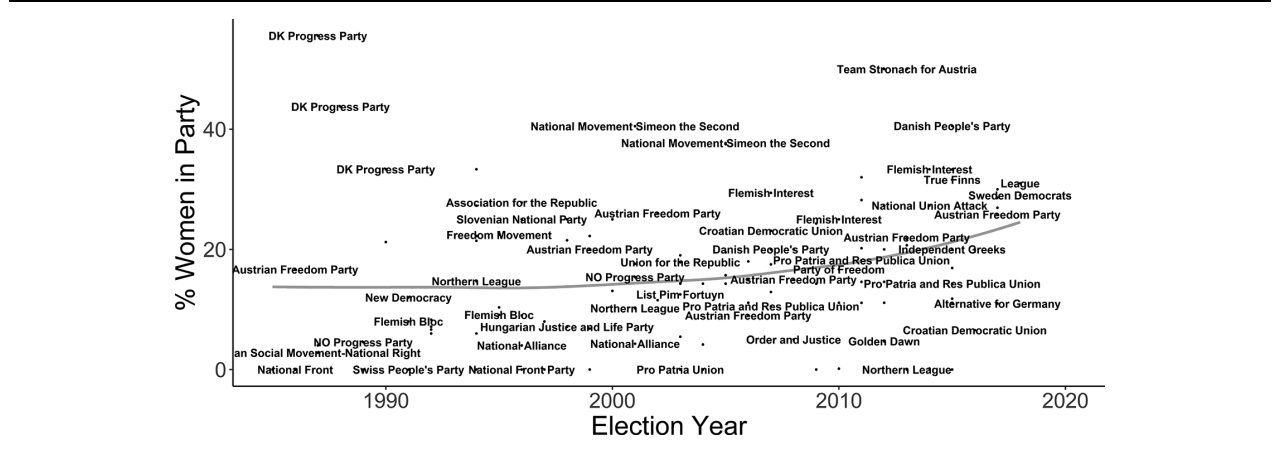 DK Progress Party
Team Stronach for Austria
DK Progress Party
40
National Movement Simeon the Second
Danish People's Party
National Movement Simeon the Second
DK Progress Party
Flemish Interest
True Finns
League
Flemish Interest
Sweden Democrats
Association for the Republic
National Union Attack
Slovenian National Party
Austrian Freedom Party
Flemish Interest
Austrian Freedom Party
Freedom Movement
Croatian Democratic Union
Austrian Freedom Party
20
Austrian Freedom Party
Danish People's Party
Independent Greeks
Union for the Republic
Pro Patria and Res Publica Union
Austrian Freedom Party
Party of Freedom
Northern League
NO Progress Party
Austrian Freedom Party
Pro Patria and Res Publica Union
New Democracy
List Pim Fortuyn
Northern League
Pro Patria and Res Publica Union
Alternative for Germany
Flemish Bloc
Flemish Bloc
Austrian Freedom Party
Hungarian Justice and Life Party
Croatian Democratic Union
NO Progress Party
National Alliance
National Alliance
Order and Justice
Golden Dawn
an Social Movement-National Right
0
National Front
Swiss People's Party
National Front Party
Pro Patria Union
Northern League
% Women in Party
1990
2000
2010
2020
Election Year